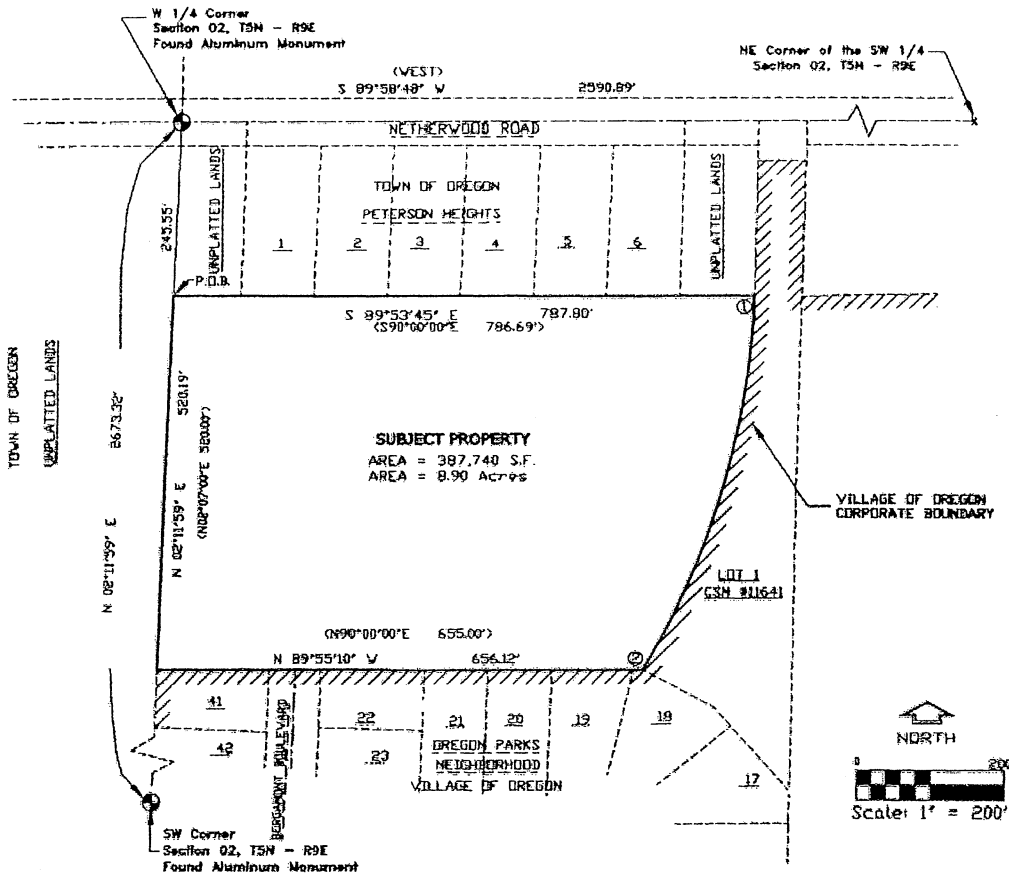 W 1/4 Corner
Section 02, T5N - R9E
Found Aluminum Monument
NE Corner of the SW 1/4
Section 02, T5N - R9E
(WEST)
S 89°58'48" W 2590.89'
NETHERWOOD ROAD
UNPLATTED LANDS
TOWN OF OREGON
PETERSON HEIGHTS
UNPLATTED LANDS
245.55'
1 2 3 4 5 6
P.O.B.
S 89°53'45" E 787.80'
(S90°00'00"E 786.69')
1
TOWN OF OREGON
UNPLATTED LANDS
2673.32'
N 02°11'59" E
N 02°11'59" E 520.19'
(N02°07'00"E 520.00')
SUBJECT PROPERTY
AREA = 387,740 S.F.
AREA = 8.90 Acres
VILLAGE OF OREGON
CORPORATE BOUNDARY
LOT 1
CSM #11641
(N90°00'00"E 655.00')
N 89°55'10" W 656.12'
2
41
42
BERGAMONT BOULEVARD
22
23
21 20 19 18
17
OREGON PARKS
NEIGHBORHOOD
VILLAGE OF OREGON
NORTH
0 200
Scale: 1" = 200'
SW Corner
Section 02, T5N - R9E
Found Aluminum Monument